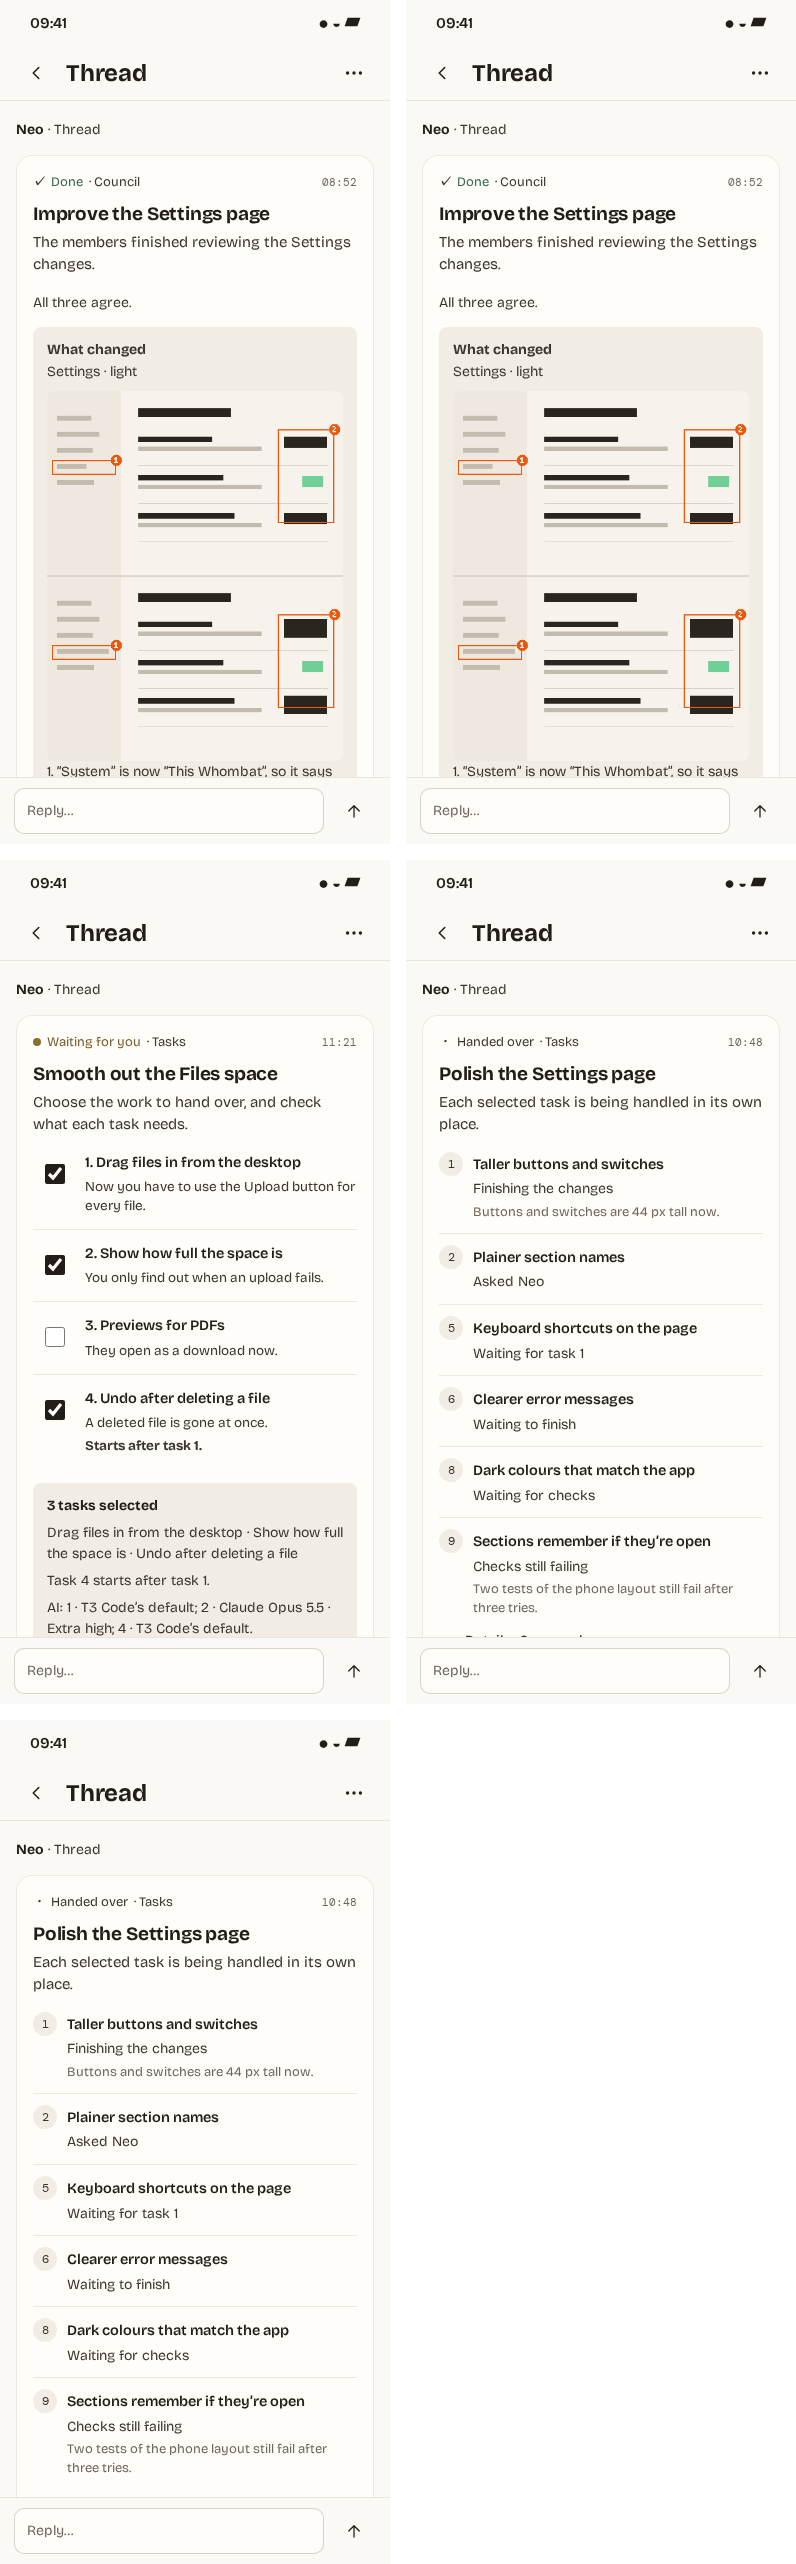 09:41
Thread
Neo · Thread
✓ Done · Council 08:52
Improve the Settings page
The members finished reviewing the Settings
changes.
All three agree.
What changed
Settings · light
1
2
1
2
1. “System” is now “This Whombat”, so it says
Reply...
09:41
Thread
Neo · Thread
✓ Done · Council 08:52
Improve the Settings page
The members finished reviewing the Settings
changes.
All three agree.
What changed
Settings · light
1
2
1
2
1. “System” is now “This Whombat”, so it says
Reply...
09:41
Thread
Neo · Thread
Waiting for you · Tasks 11:21
Smooth out the Files space
Choose the work to hand over, and check
what each task needs.
1. Drag files in from the desktop
Now you have to use the Upload button for
every file.
2. Show how full the space is
You only find out when an upload fails.
3. Previews for PDFs
They open as a download now.
4. Undo after deleting a file
A deleted file is gone at once.
Starts after task 1.
3 tasks selected
Drag files in from the desktop · Show how full
the space is · Undo after deleting a file
Task 4 starts after task 1.
AI: 1 · T3 Code’s default; 2 · Claude Opus 5.5 ·
Extra high; 4 · T3 Code’s default.
Reply...
09:41
Thread
Neo · Thread
· Handed over · Tasks 10:48
Polish the Settings page
Each selected task is being handled in its own
place.
1 Taller buttons and switches
Finishing the changes
Buttons and switches are 44 px tall now.
2 Plainer section names
Asked Neo
5 Keyboard shortcuts on the page
Waiting for task 1
6 Clearer error messages
Waiting to finish
8 Dark colours that match the app
Waiting for checks
9 Sections remember if they’re open
Checks still failing
Two tests of the phone layout still fail after
three tries.
Reply...
09:41
Thread
Neo · Thread
· Handed over · Tasks 10:48
Polish the Settings page
Each selected task is being handled in its own
place.
1 Taller buttons and switches
Finishing the changes
Buttons and switches are 44 px tall now.
2 Plainer section names
Asked Neo
5 Keyboard shortcuts on the page
Waiting for task 1
6 Clearer error messages
Waiting to finish
8 Dark colours that match the app
Waiting for checks
9 Sections remember if they’re open
Checks still failing
Two tests of the phone layout still fail after
three tries.
Reply...